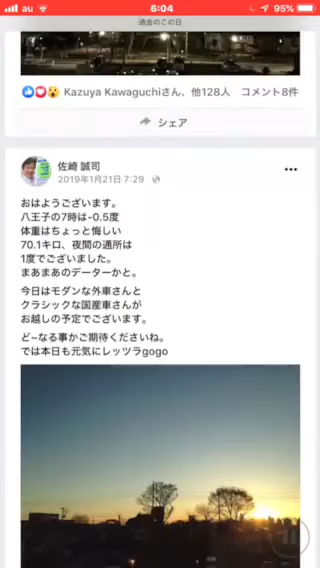 au 6:04 95%
過去のこの日
Kazuya Kawaguchiさん、他128人 コメント8件
シェア
佐崎 誠司
2019年1月21日 7:29
おはようございます。
八王子の7時は-0.5度
体重はちょっと悔しい
70.1キロ、夜間の通所は
1度でございました。
まあまあのデーターかと。
今日はモダンな外車さんと
クラシックな国産車さんが
お越しの予定でございます。
ど~なる事かご期待くださいね。
では本日も元気にレッツラgogo